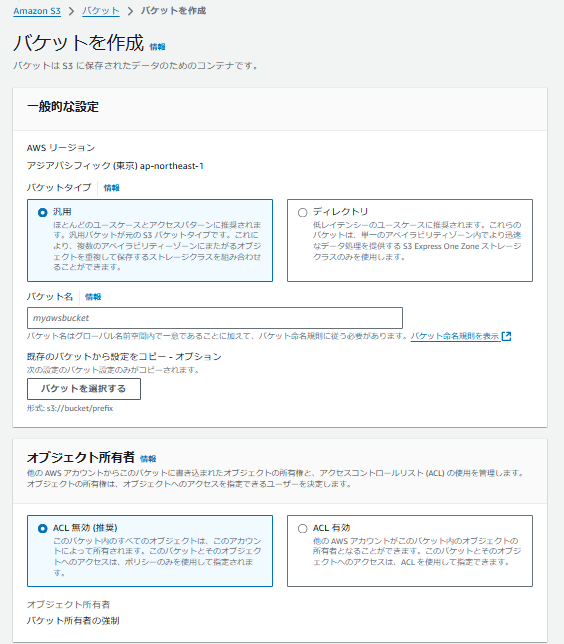 Amazon S3 > バケット > バケットを作成
バケットを作成 情報
バケットは S3 に保存されたデータのためのコンテナです。
一般的な設定
AWS リージョン
アジアパシフィック (東京) ap-northeast-1
バケットタイプ 情報
汎用
ほとんどのユースケースとアクセスパターンに推奨されま
す。汎用バケットが元の S3 バケットタイプです。これに
より、複数のアベイラビリティーゾーンにまたがるオブジ
ェクトを重複して保存するストレージクラスを組み合わせ
ることができます。
ディレクトリ
低レイテンシーのユースケースに推奨されます。これらの
バケットは、単一のアベイラビリティゾーン内でより迅速
なデータ処理を提供する S3 Express One Zone ストレージ
クラスのみを使用します。
バケット名 情報
myawsbucket
バケット名はグローバル名前空間内で一意であることに加えて、バケット命名規則に従う必要があります。バケット命名規則を表示
既存のバケットから設定をコピー - オプション
次の設定のバケット設定のみがコピーされます。
バケットを選択する
形式: s3://bucket/prefix
オブジェクト所有者 情報
他の AWS アカウントからこのバケットに書き込まれたオブジェクトの所有権と、アクセスコントロールリスト (ACL) の使用を管理します。
オブジェクトの所有権は、オブジェクトへのアクセスを指定できるユーザーを決定します。
ACL 無効 (推奨)
このバケット内のすべてのオブジェクトは、このアカウン
トによって所有されます。このバケットとそのオブジェク
トへのアクセスは、ポリシーのみを使用して指定されま
す。
ACL 有効
他の AWS アカウントがこのバケット内のオブジェクトの
所有者となることができます。このバケットとそのオブジ
ェクトへのアクセスは、ACL を使用して指定できます。
オブジェクト所有者
バケット所有者の強制